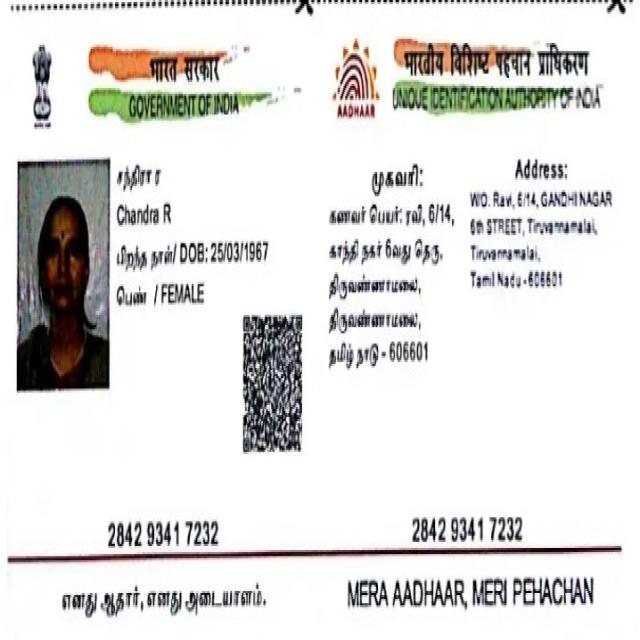 भारत सरकार
GOVERNMENT OF INDIA
சந்திரா ர
Chandra R
பிறந்த நாள்/ DOB: 25/03/1967
பெண் / FEMALE
2842 9341 7232
எனது ஆதார், எனது அடையாளம்.
भारतीय विशिष्ट पहचान प्राधिकरण
UNIQUE IDENTIFICATION AUTHORITY OF INDIA
AADHAAR
முகவரி:
கணவர் பெயர்: ரவி, 6/14,
காந்தி நகர் 6வது தெரு,
திருவண்ணாமலை,
திருவண்ணாமலை,
தமிழ் நாடு - 606601
Address:
W/O. Ravi, 6/14, GANDHI NAGAR
6th STREET, Tiruvannamalai,
Tiruvannamalai,
Tamil Nadu - 606601
2842 9341 7232
MERA AADHAAR, MERI PEHACHAN